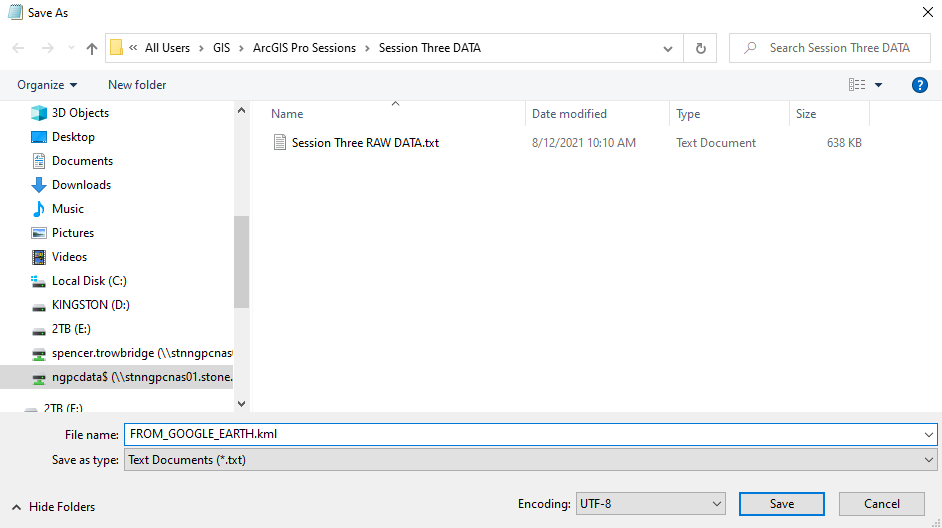 Save As
« All Users > GIS > ArcGIS Pro Sessions > Session Three DATA
Search Session Three DATA
Organize
New folder
?
3D Objects
Desktop
Documents
Downloads
Music
Pictures
Videos
Local Disk (C:)
KINGSTON (D:)
2TB (E:)
spencer.trowbridge (\\stnngpcnas0
ngpcdata$ (\\stnngpcnas01.stone.
2TB (E:)
Name Date modified Type Size
Session Three RAW DATA.txt 8/12/2021 10:10 AM Text Document 638 KB
File name: FROM_GOOGLE_EARTH.kml
Save as type: Text Documents (*.txt)
Hide Folders
Encoding: UTF-8
Save
Cancel